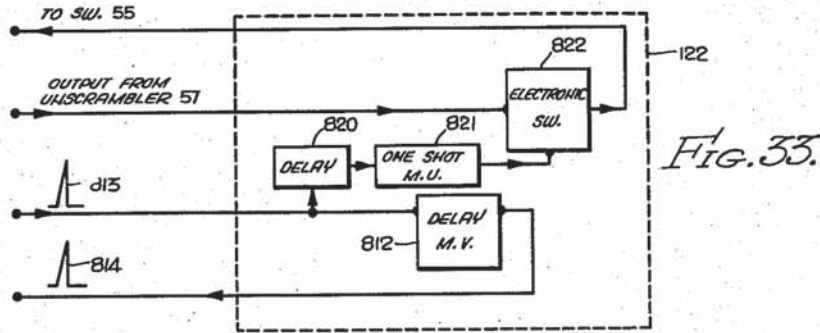 TO SW. 55
822
122
OUTPUT FROM
UNSCRAMBLER 57
ELECTRONIC
SW.
820
821
DELAY
ONE SHOT
M.U.
FIG. 33.
813
DELAY
M.V.
812
814